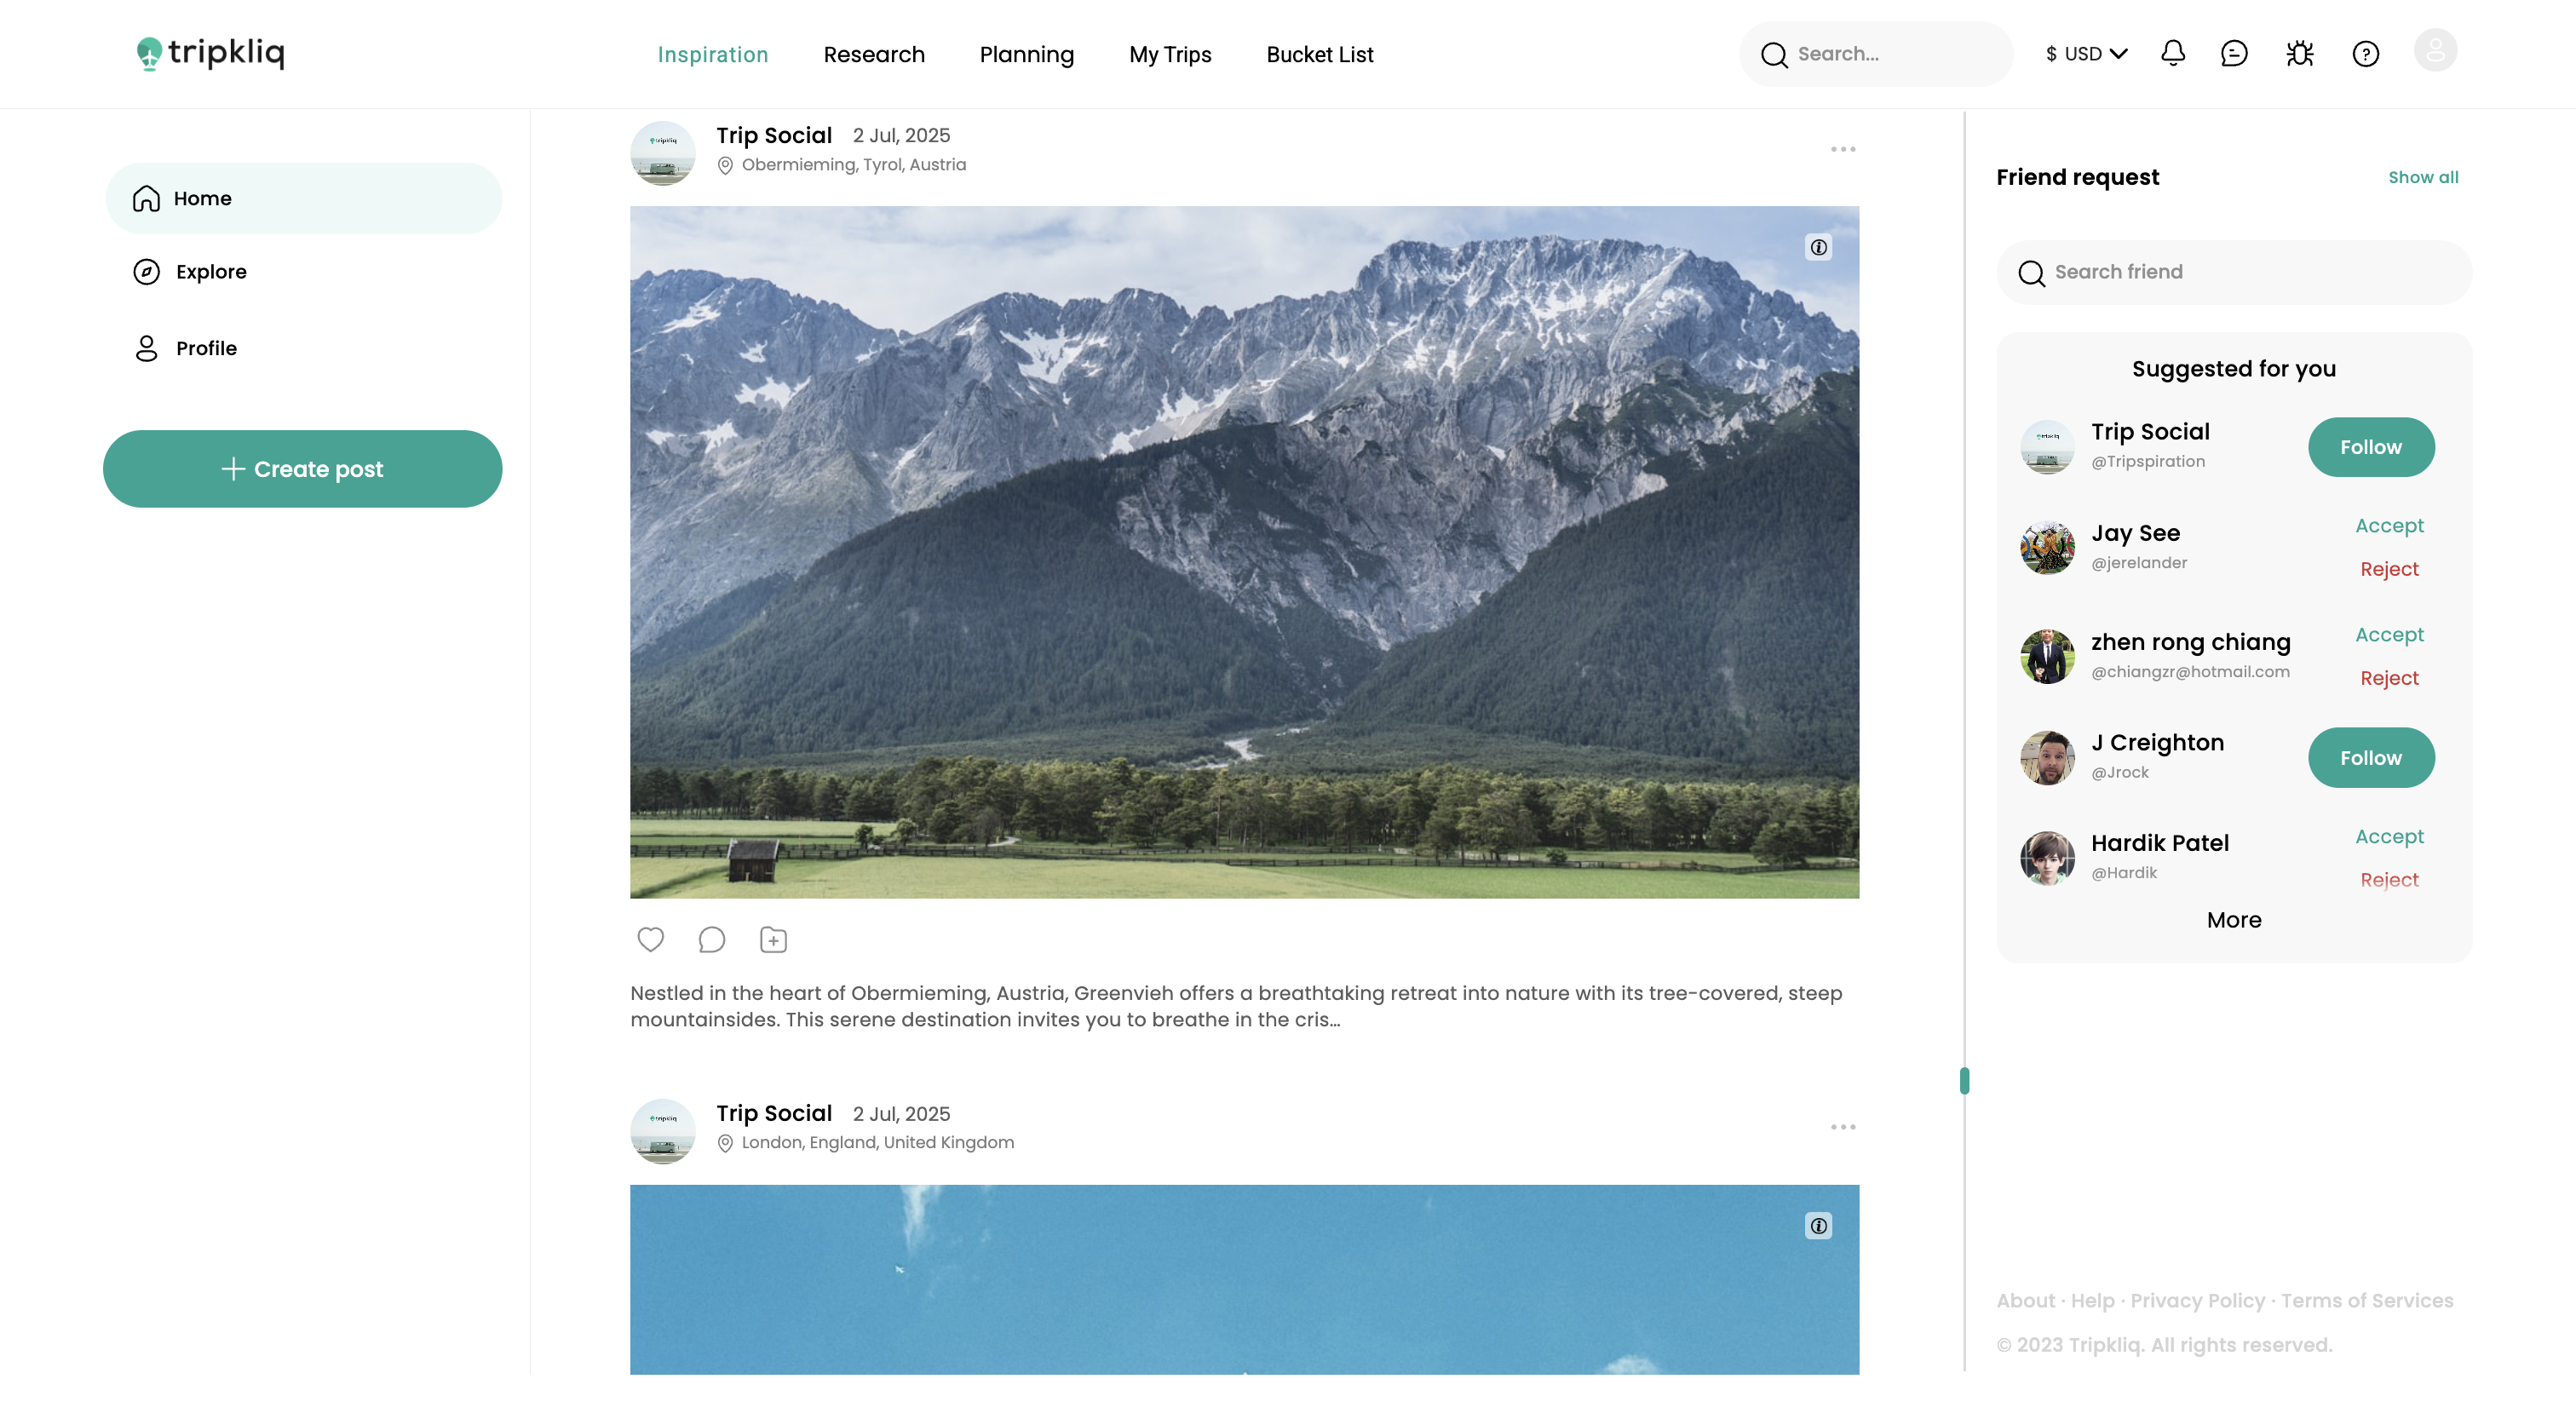 tripkliq
Inspiration
Research
Planning
My Trips
Bucket List
Search...
$ USD
Home
Explore
Profile
Create post
Trip Social 2 Jul, 2025
Obermieming, Tyrol, Austria
Nestled in the heart of Obermieming, Austria, Greenvieh offers a breathtaking retreat into nature with its tree-covered, steep
mountainsides. This serene destination invites you to breathe in the cris...
Trip Social 2 Jul, 2025
London, England, United Kingdom
Friend request Show all
Search friend
Suggested for you
Trip Social
@Tripspiration
Follow
Jay See
@jerelander
Accept
Reject
zhen rong chiang
@chiangzr@hotmail.com
Accept
Reject
J Creighton
@Jrock
Follow
Hardik Patel
@Hardik
Accept
Reject
More
About · Help · Privacy Policy · Terms of Services
© 2023 Tripkliq. All rights reserved.